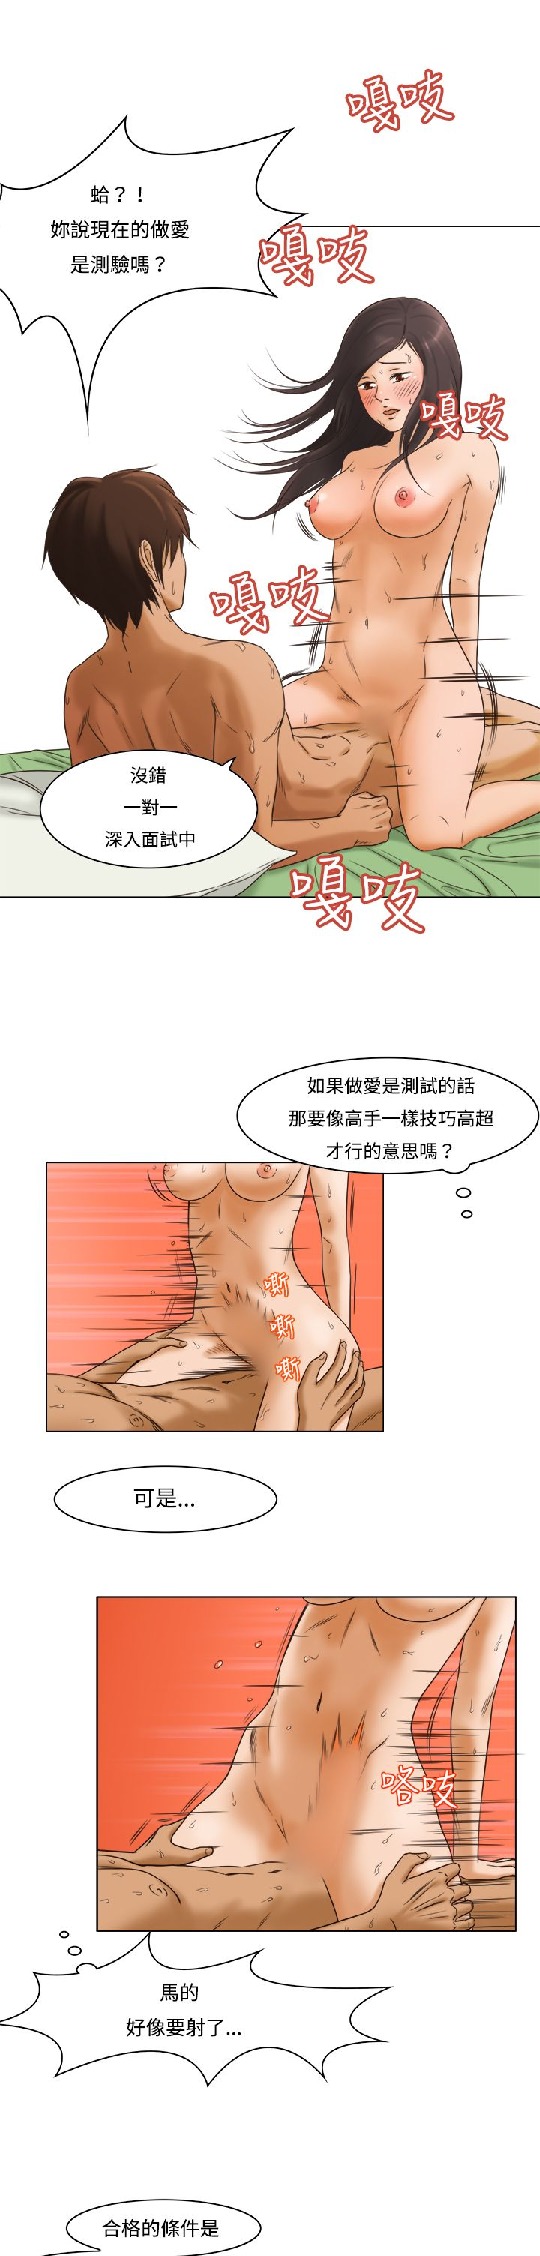 嘎吱
蛤？！
妳說現在的做愛
是測驗嗎？
嘎吱
嘎吱
嘎吱
沒錯
一對一
深入面試中
嘎吱
如果做愛是測試的話
那要像高手一樣技巧高超
才行的意思嗎？
嘶
嘶
嘶
可是...
咯吱
馬的
好像要射了...
合格的條件是